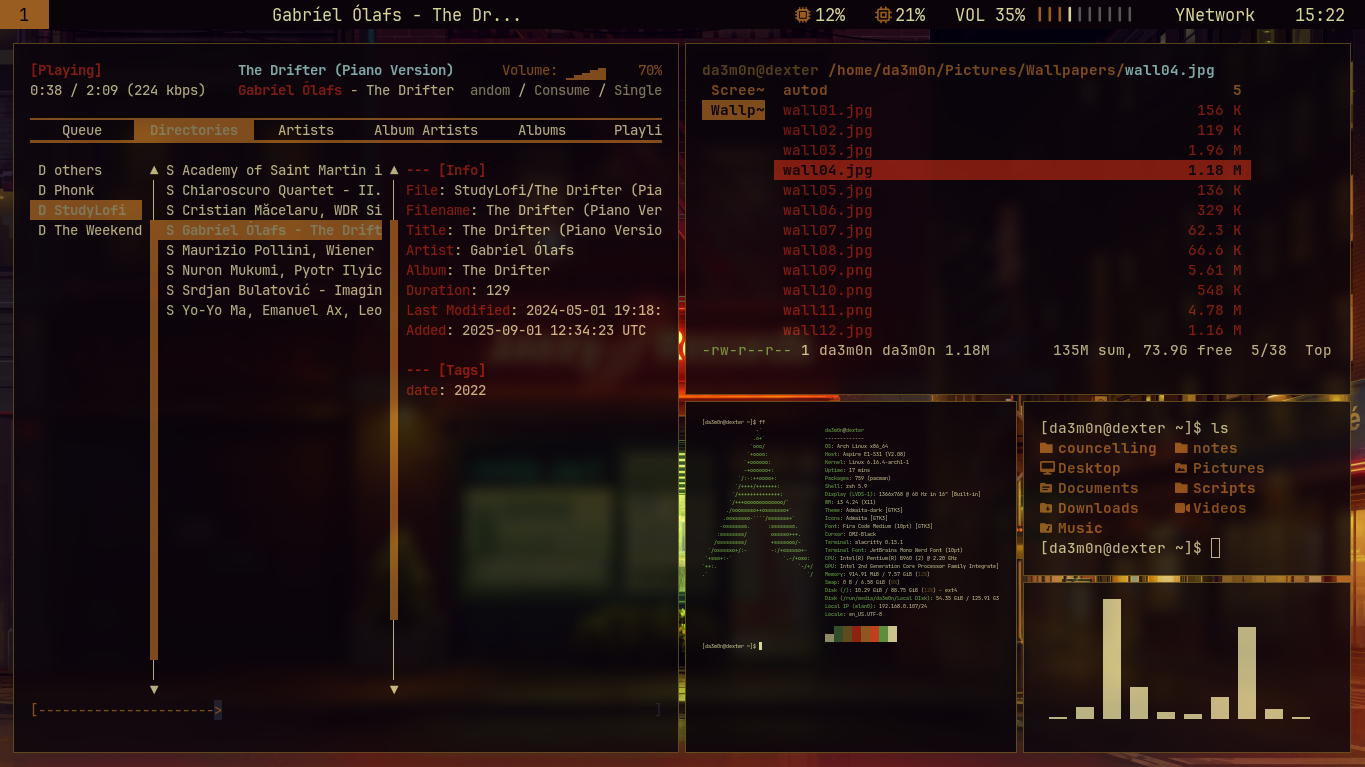 1 Gabríel Ólafs - The Dr... 12% 21% VOL 35% YNetwork 15:22
[Playing] The Drifter (Piano Version) Volume: 70%
0:38 / 2:09 (224 kbps) Gabríel Ólafs - The Drifter andom / Consume / Single
Queue Directories Artists Album Artists Albums Playli
D others
D Phonk
D StudyLofi
D The Weekend
S Academy of Saint Martin i
S Chiaroscuro Quartet - II.
S Cristian Măcelaru, WDR Si
S Gabríel Ólafs - The Drift
S Maurizio Pollini, Wiener
S Nuron Mukumi, Pyotr Ilyic
S Srdjan Bulatović - Imagin
S Yo-Yo Ma, Emanuel Ax, Leo
--- [Info]
File: StudyLofi/The Drifter (Pia
Filename: The Drifter (Piano Ver
Title: The Drifter (Piano Versio
Artist: Gabríel Ólafs
Album: The Drifter
Duration: 129
Last Modified: 2024-05-01 19:18:
Added: 2025-09-01 12:34:23 UTC
--- [Tags]
date: 2022
[----------------------> ]
da3m0n@dexter /home/da3m0n/Pictures/Wallpapers/wall04.jpg
Scree~ autod 5
Wallp~ wall01.jpg 156 K
wall02.jpg 119 K
wall03.jpg 1.96 M
wall04.jpg 1.18 M
wall05.jpg 136 K
wall06.jpg 329 K
wall07.jpg 62.3 K
wall08.jpg 66.6 K
wall09.png 5.61 M
wall10.png 548 K
wall11.png 4.78 M
wall12.jpg 1.16 M
-rw-r--r-- 1 da3m0n da3m0n 1.18M 135M sum, 73.9G free 5/38 Top
[da3m0n@dexter ~]$ ff
da3m0n@dexter
-------------
OS: Arch Linux x86_64
Host: Aspire E1-531 (V2.08)
Kernel: Linux 6.16.4-arch1-1
Uptime: 17 mins
Packages: 759 (pacman)
Shell: zsh 5.9
Display (LVDS-1): 1366x768 @ 60 Hz in 16" [Built-in]
WM: i3 4.24 (X11)
Theme: Adwaita-dark [GTK3]
Icons: Adwaita [GTK3]
Font: Fira Code Medium (10pt) [GTK3]
Cursor: DMZ-Black
Terminal: alacritty 0.15.1
Terminal Font: JetBrains Mono Nerd Font (10pt)
CPU: Intel(R) Pentium(R) B960 (2) @ 2.20 GHz
GPU: Intel 2nd Generation Core Processor Family Integrate]
Memory: 914.91 MiB / 7.57 GiB (12%)
Swap: 0 B / 6.58 GiB (0%)
Disk (/): 10.29 GiB / 88.75 GiB (12%) - ext4
Disk (/run/media/da3m0n/Local Disk): 54.35 GiB / 125.91 G3
Local IP (wlan0): 192.168.0.107/24
Locale: en_US.UTF-8
[da3m0n@dexter ~]$
[da3m0n@dexter ~]$ ls
councelling notes
Desktop Pictures
Documents Scripts
Downloads Videos
Music
[da3m0n@dexter ~]$